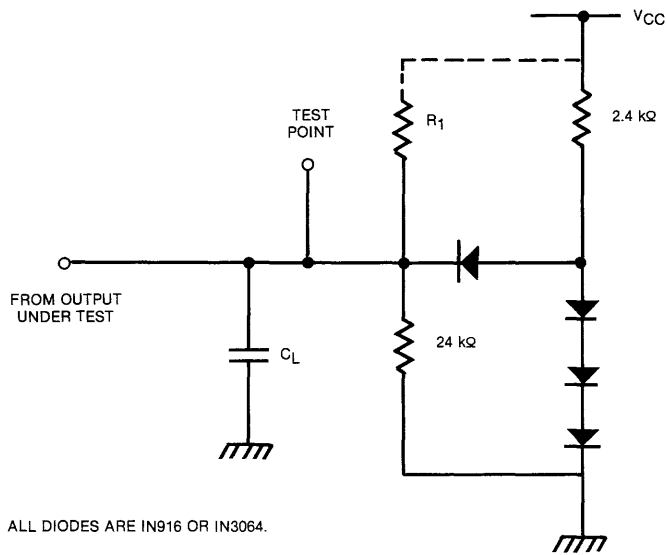 VCC
TEST
POINT
R1
2.4 kΩ
FROM OUTPUT
UNDER TEST
CL
24 kΩ
ALL DIODES ARE IN916 OR IN3064.